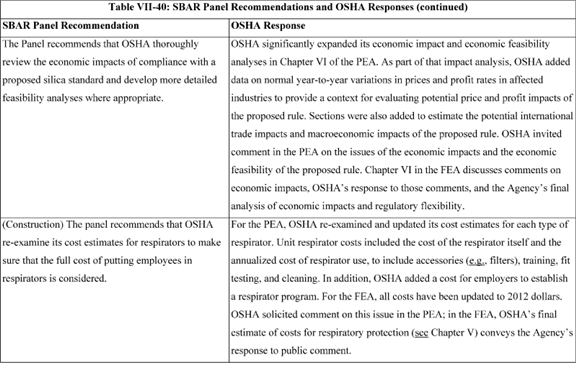 Table VII-40: SBAR Panel Recommendations and OSHA Responses (continued)
SBAR Panel Recommendation
OSHA Response
The Panel recommends that OSHA thoroughly
review the economic impacts of compliance with a
proposed silica standard and develop more detailed
feasibility analyses where appropriate.
OSHA significantly expanded its economic impact and economic feasibility
analyses in Chapter VI of the PEA. As part of that impact analysis, OSHA added
data on normal year-to-year variations in prices and profit rates in affected
industries to provide a context for evaluating potential price and profit impacts of
the proposed rule. Sections were also added to estimate the potential international
trade impacts and macroeconomic impacts of the proposed rule. OSHA invited
comment in the PEA on the issues of the economic impacts and the economic
feasibility of the proposed rule. Chapter VI in the FEA discusses comments on
economic impacts, OSHA's response to those comments, and the Agency's final
analysis of economic impacts and regulatory flexibility.
(Construction) The panel recommends that OSHA
re-examine its cost estimates for respirators to make
sure that the full cost of putting employees in
respirators is considered.
For the PEA, OSHA re-examined and updated its cost estimates for each type of
respirator. Unit respirator costs included the cost of the respirator itself and the
annualized cost of respirator use, to include accessories (e.g., filters), training, fit
testing, and cleaning. In addition, OSHA added a cost for employers to establish
a respirator program. For the FEA, all costs have been updated to 2012 dollars.
OSHA solicited comment on this issue in the PEA; in the FEA, OSHA's final
estimate of costs for respiratory protection (see Chapter V) conveys the Agency's
response to public comment.